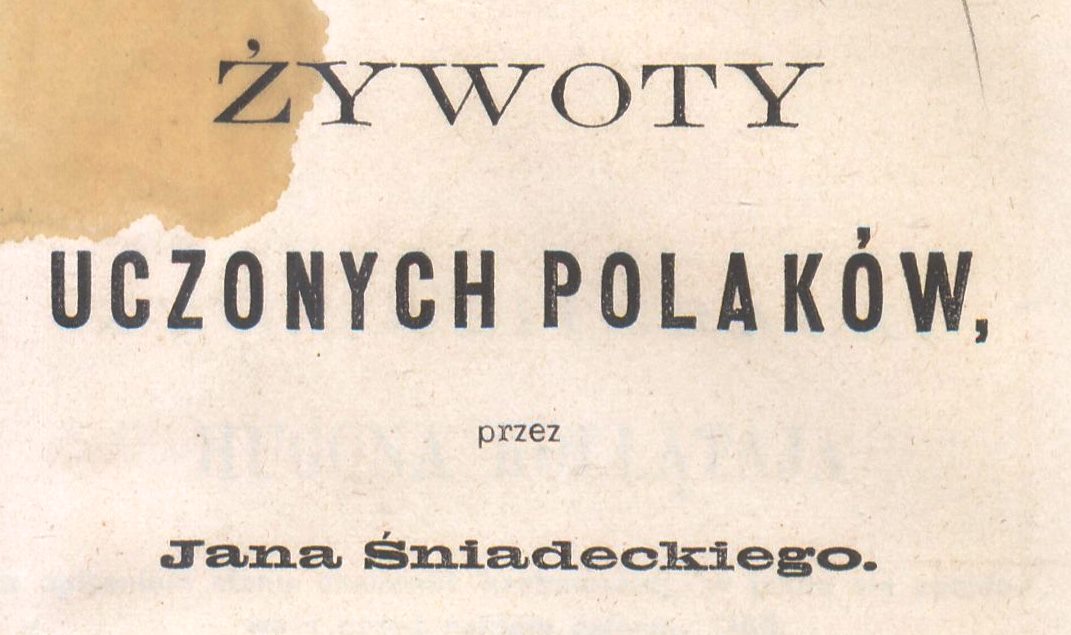 ŻYWOTY
UCZONYCH POLAKÓW,
przez
Jana Śniadeckiego.